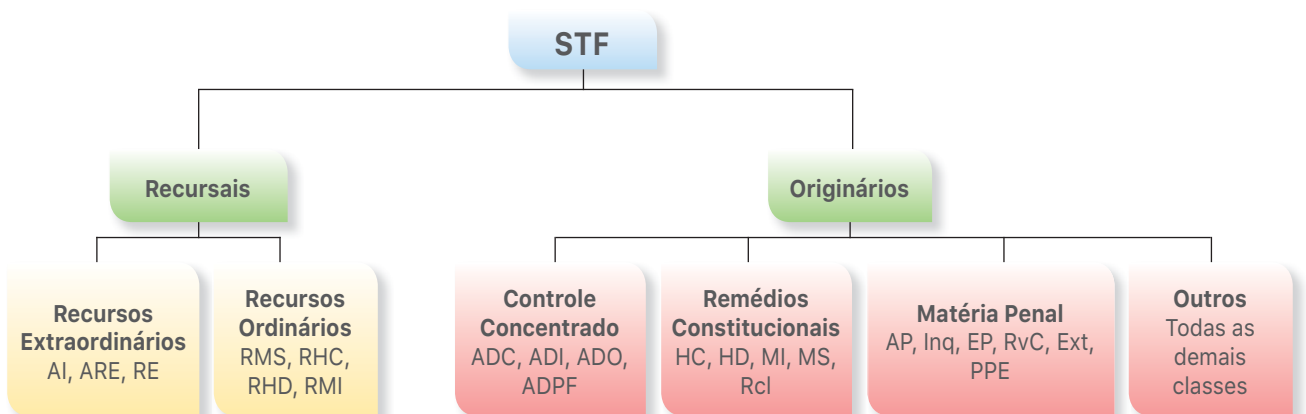 STF
Recursais
Originários
Recursos
Extraordinários
AI, ARE, RE
Recursos
Ordinários
RMS, RHC,
RHD, RMI
Controle
Concentrado
ADC, ADI, ADO,
ADPF
Remédios
Constitucionais
HC, HD, MI, MS,
Rcl
Matéria Penal
AP, Inq, EP, RvC, Ext,
PPE
Outros
Todas as
demais
classes